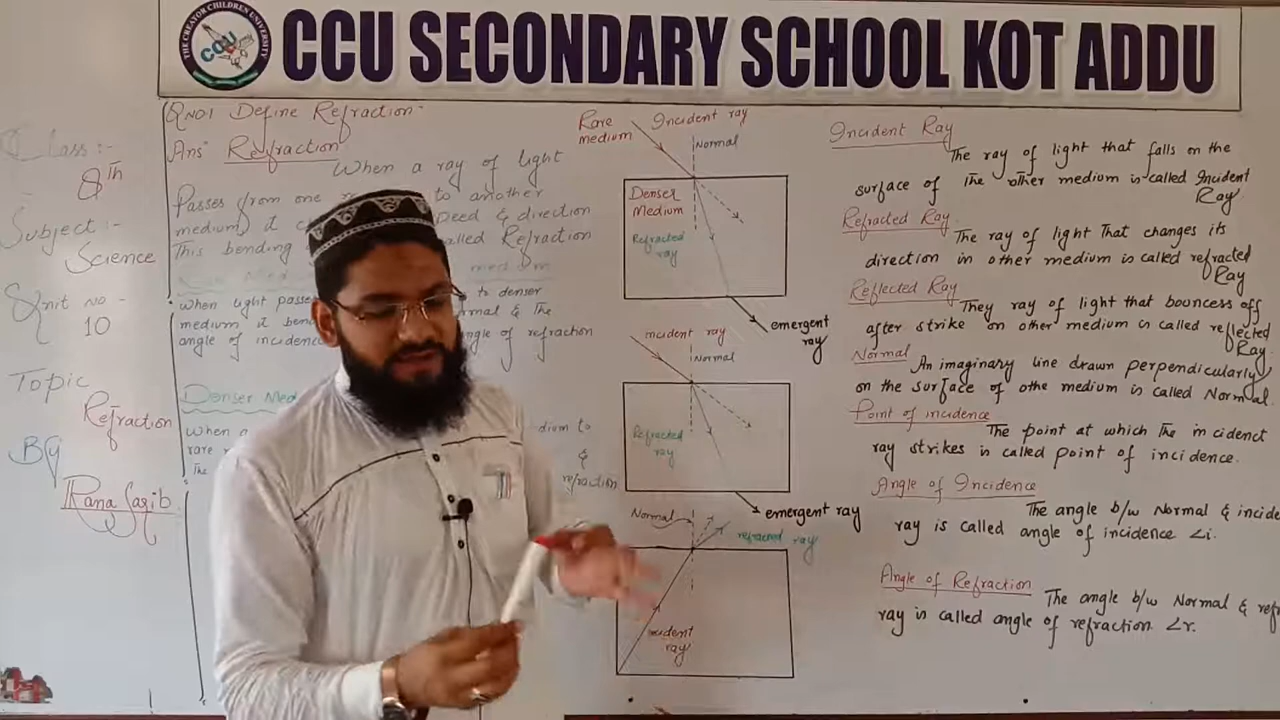 THE CREATOR CHILDREN UNIVERSITY
CCU
CCU SECONDARY SCHOOL KOT ADDU
Class:-
8th
Subject:-
Science
Unit no -
10
Topic
Refraction
By
Rana
QNO1 Define Refraction-
Ans Refraction
When a ray of light
Passes from one to another
medium, it & direction
This bending called Refraction
medium
When light passes to denser
medium it &  The
angle of incidence angle of refraction
Denser Med
When a dium to
rare &
The refraction
Rare medium
Incident ray
Normal
Denser Medium
Refracted ray
emergent ray
incident ray
Normal
Refracted ray
emergent ray
Normal
refracted ray
incident ray
Incident Ray
The ray of light that falls on the
surface of The other medium is called Incident
Ray
Refracted Ray
The ray of light That changes its
direction in other medium is called refracted
Ray
Reflected Ray
They ray of light that bouncess off
after strike on other medium is called reflected
Ray
Normal An imaginary line drawn perpendicularly
on the surface of othe medium is called Normal.
Point of incidence
The point at which The incidenct
ray strikes is called point of incidence.
Angle of Incidence
The angle b/w Normal & incide
ray is called angle of incidence ∠i.
Angle of Refraction
The angle b/w Normal & refr
ray is called angle of refraction ∠r.